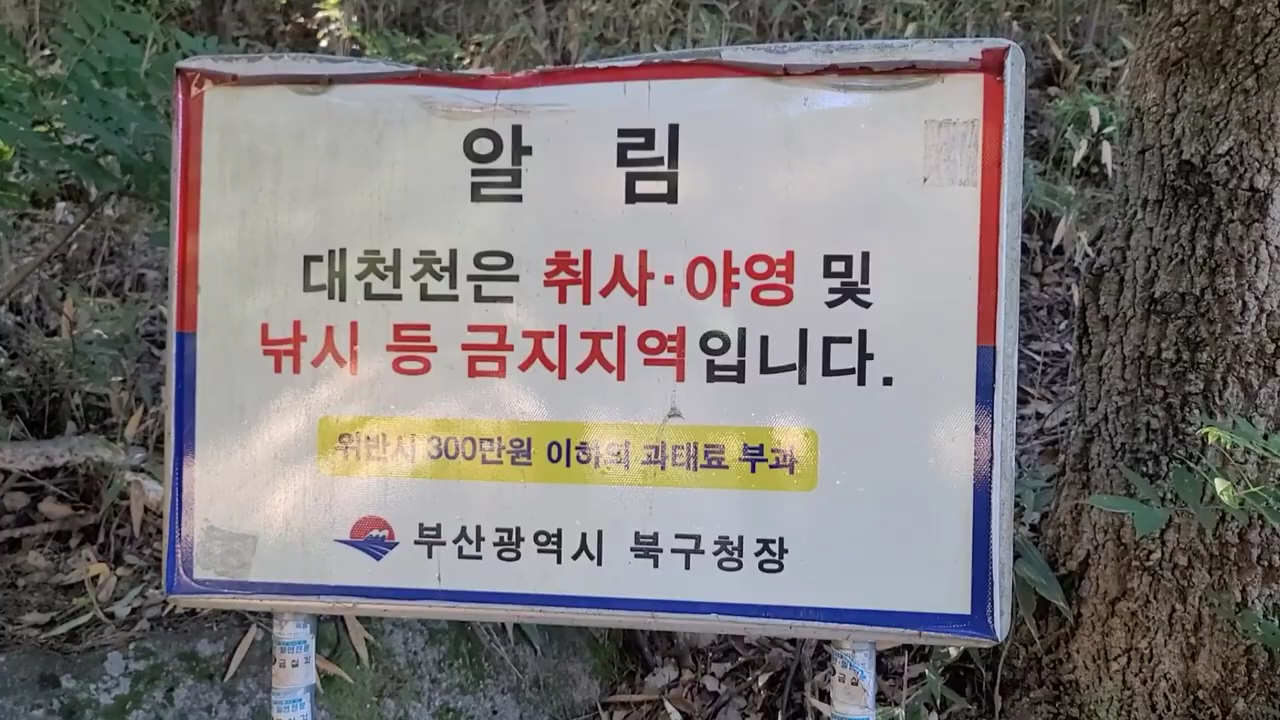 알 림
대천천은 취사·야영 및
낚시 등 금지지역입니다.
위반시 300만원 이하의 과태료 부과
부산광역시 북구청장